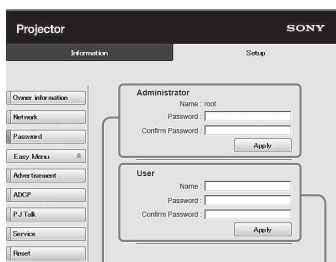 Projector
SONY
Information
Setup
Owner information
Network
Password
Easy Menu
Advertisement
ADCP
PJ Talk
Service
Reset
Administrator
Name : root
Password :
Confirm Password :
Apply
User
Name :
Password :
Confirm Password :
Apply